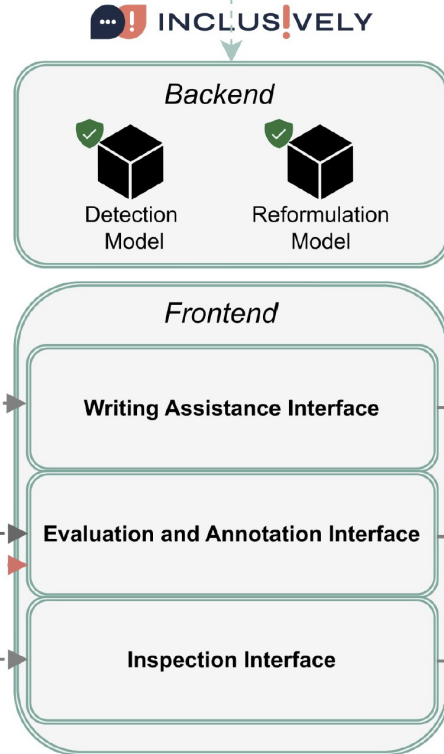 INCLUS!VELY
Backend
Detection
Model
Reformulation
Model
Frontend
Writing Assistance Interface
Evaluation and Annotation Interface
Inspection Interface